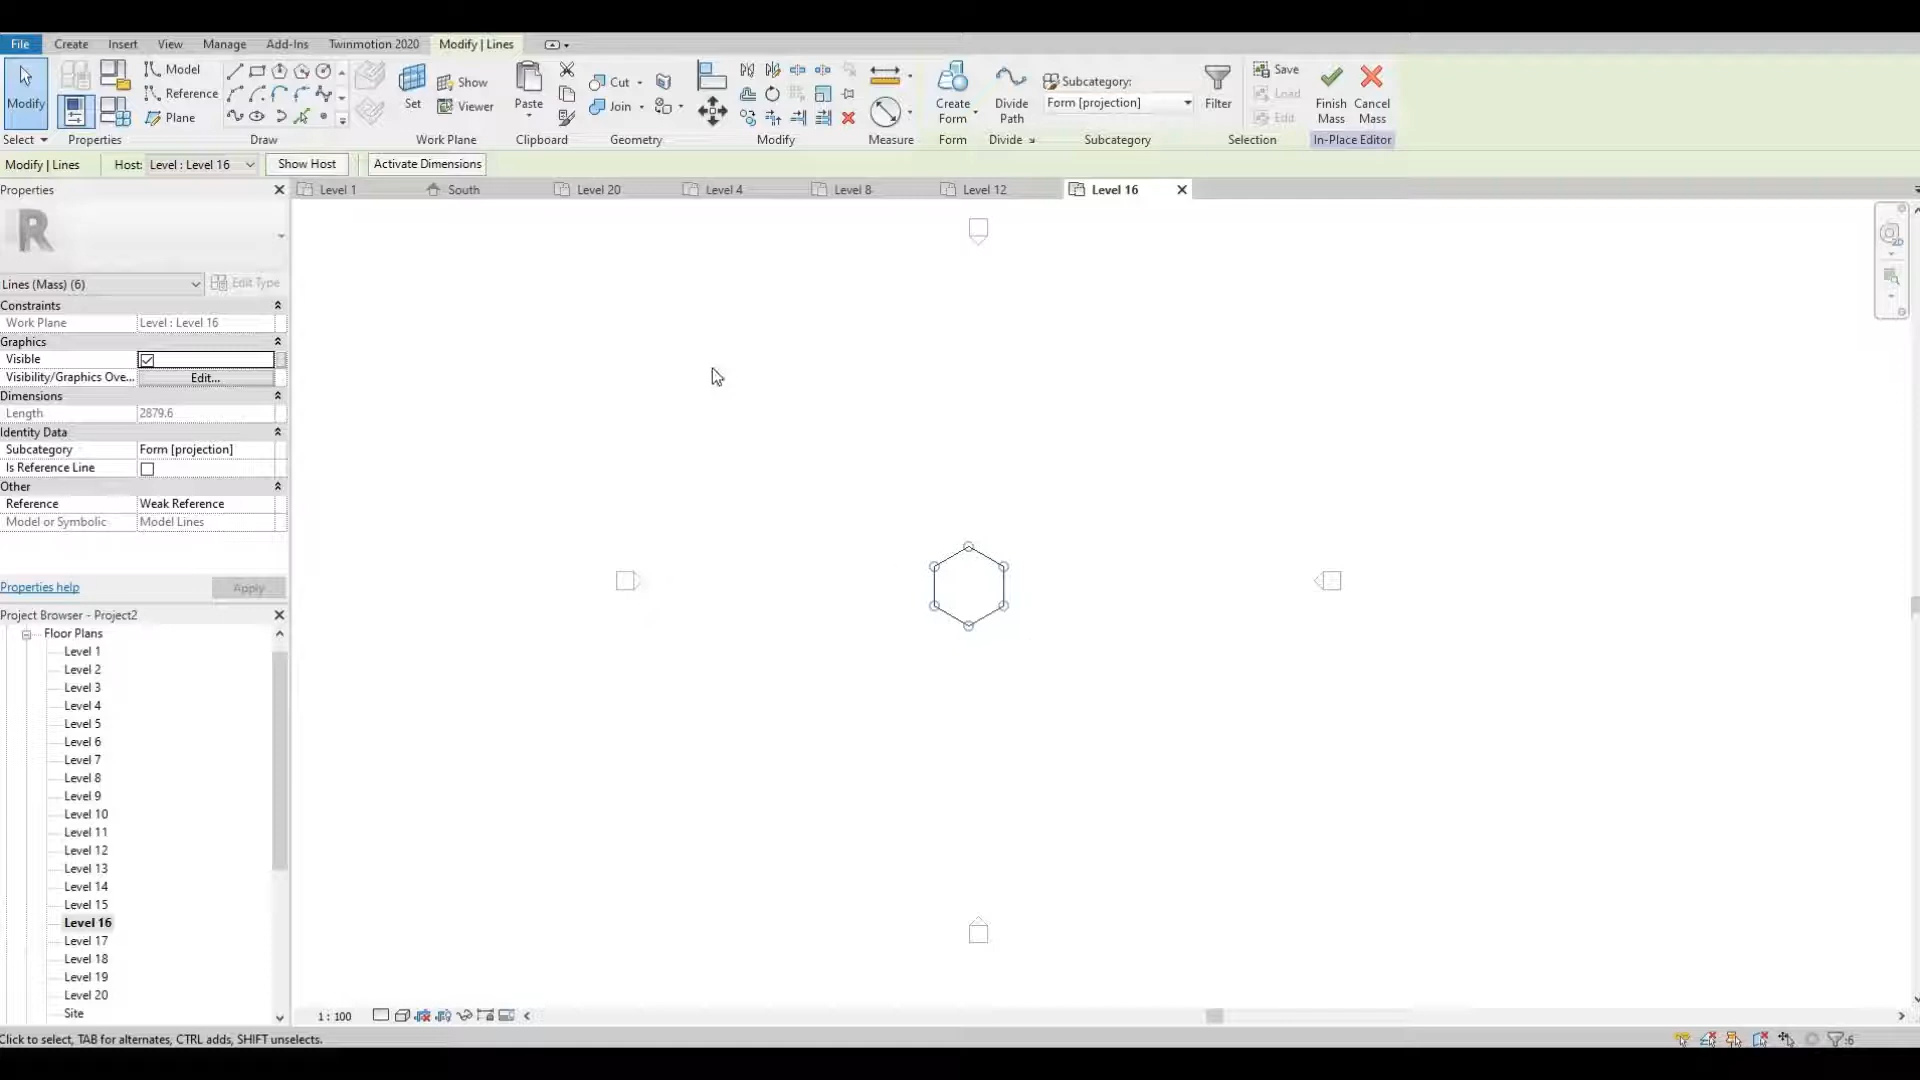 File Create Insert View Manage Add-Ins Twinmotion 2020 Modify | Lines
Modify
Model
Reference
Plane
Set
Show
Viewer
Paste
Cut
Join
Create
Form
Divide
Path
Subcategory:
Form [projection]
Filter
Save
Load
Edit
Finish
Mass
Cancel
Mass
Select Properties Draw Work Plane Clipboard Geometry Modify Measure Form Divide Subcategory Selection In-Place Editor
Modify | Lines Host: Level : Level 16 Show Host Activate Dimensions
Properties
Level 1 South Level 20 Level 4 Level 8 Level 12 Level 16
R
Lines (Mass) (6) Edit Type
Constraints
Work Plane Level : Level 16
Graphics
Visible
Visibility/Graphics Ove... Edit...
Dimensions
Length 2879.6
Identity Data
Subcategory Form [projection]
Is Reference Line
Other
Reference Weak Reference
Model or Symbolic Model Lines
Properties help Apply
Project Browser - Project2
Floor Plans
Level 1
Level 2
Level 3
Level 4
Level 5
Level 6
Level 7
Level 8
Level 9
Level 10
Level 11
Level 12
Level 13
Level 14
Level 15
Level 16
Level 17
Level 18
Level 19
Level 20
Site
2D
1 : 100
Click to select, TAB for alternates, CTRL adds, SHIFT unselects.
:6